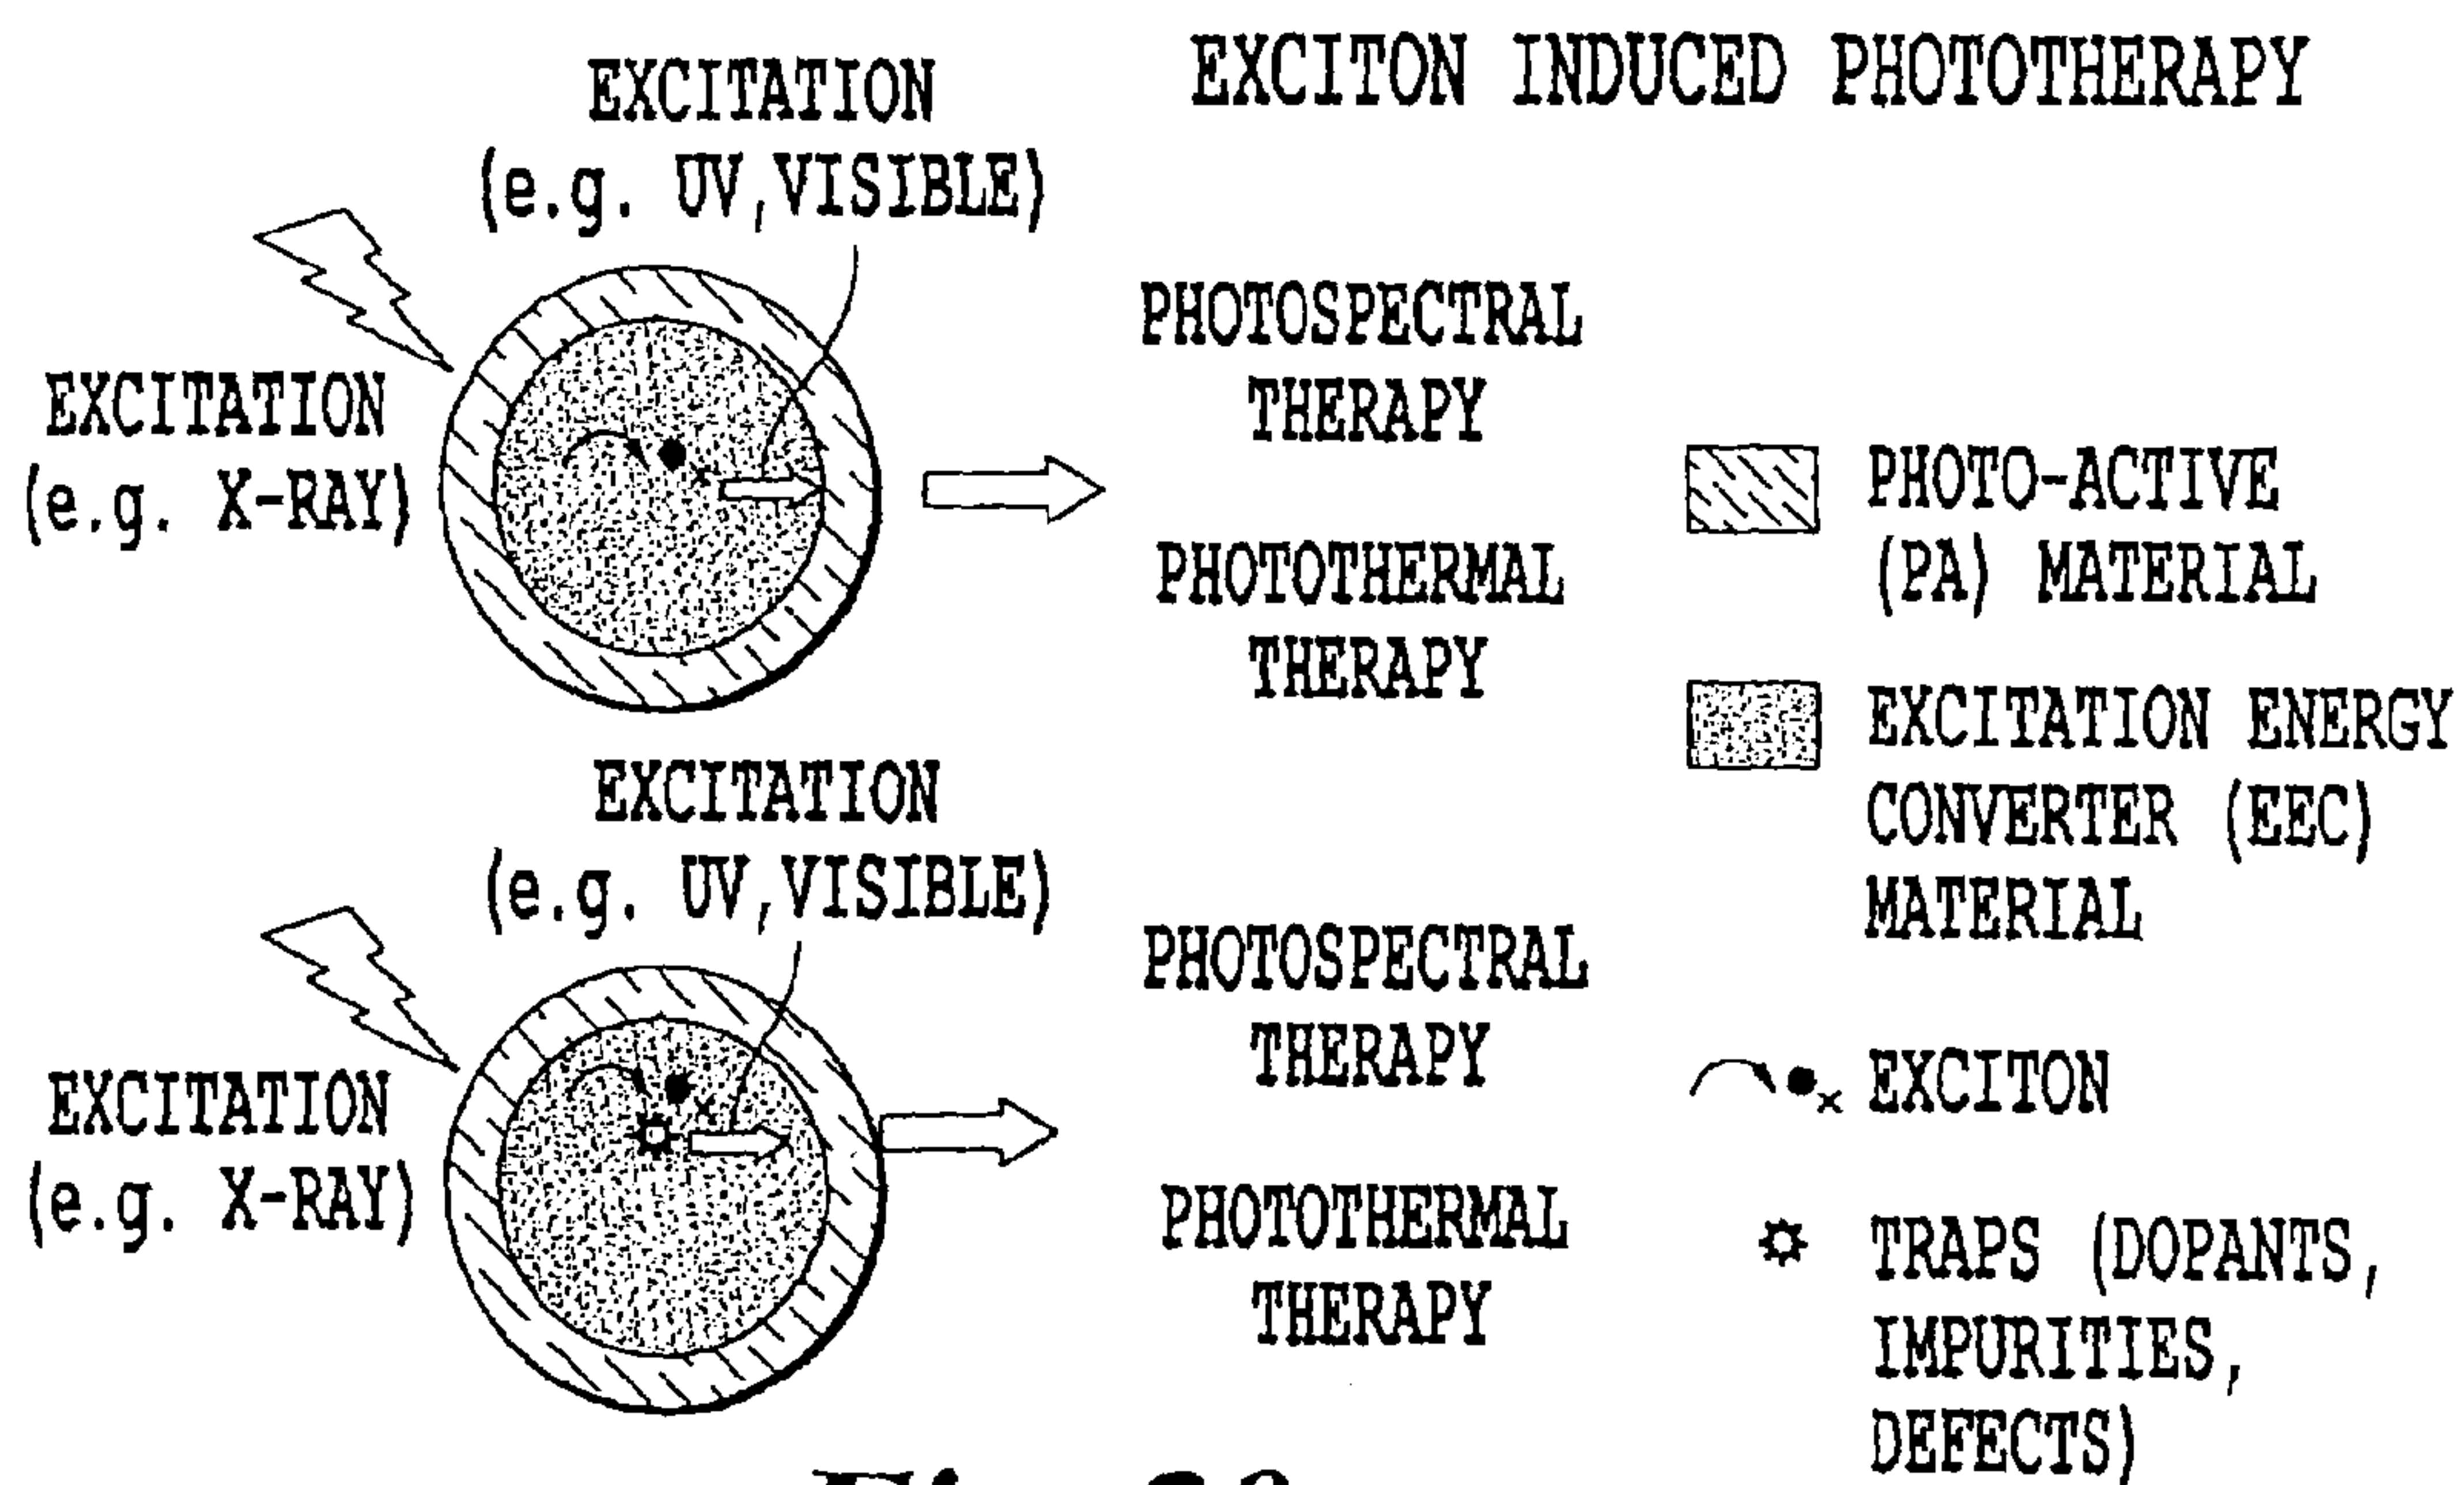 EXCITON INDUCED PHOTOTHERAPY
EXCITATION
(e.g. UV,VISIBLE)
EXCITATION
(e.g. X-RAY)
PHOTOSPECTRAL
THERAPY
PHOTOTHERMAL
THERAPY
EXCITATION
(e.g. UV,VISIBLE)
EXCITATION
(e.g. X-RAY)
PHOTOSPECTRAL
THERAPY
PHOTOTHERMAL
THERAPY
PHOTO-ACTIVE
(PA) MATERIAL
EXCITATION ENERGY
CONVERTER (EEC)
MATERIAL
EXCITON
TRAPS (DOPANTS,
IMPURITIES,
DEFECTS)